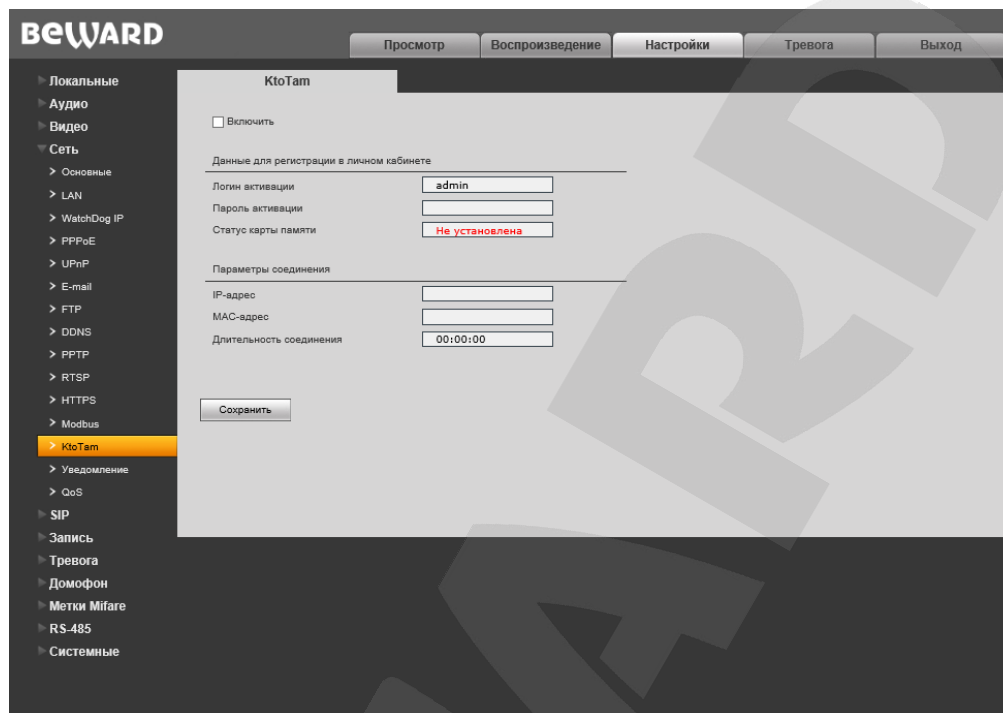 BEWARD
Просмотр Воспроизведение Настройки Тревога Выход
Локальные
Аудио
Видео
Сеть
> Основные
> LAN
> WatchDog IP
> PPPoE
> UPnP
> E-mail
> FTP
> DDNS
> PPTP
> RTSP
> HTTPS
> Modbus
> KtoTam
> Уведомление
> QoS
SIP
Запись
Тревога
Домофон
Метки Mifare
RS-485
Системные
KtoTam
Включить
Данные для регистрации в личном кабинете
Логин активации admin
Пароль активации
Статус карты памяти Не установлена
Параметры соединения
IP-адрес
MAC-адрес
Длительность соединения 00:00:00
Сохранить